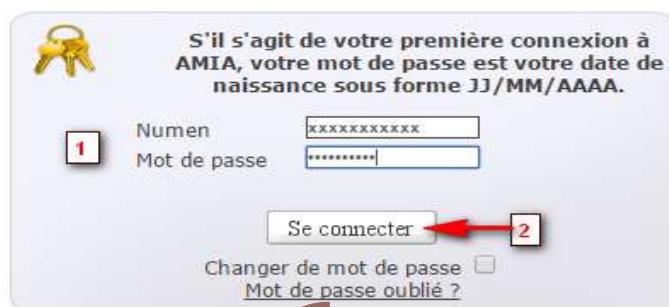 S'il s'agit de votre première connexion à
AMIA, votre mot de passe est votre date de
naissance sous forme JJ/MM/AAAA.
Numen xxxxxxxxxxx
1
Mot de passe ••••••••••
Se connecter 2
Changer de mot de passe
Mot de passe oublié ?